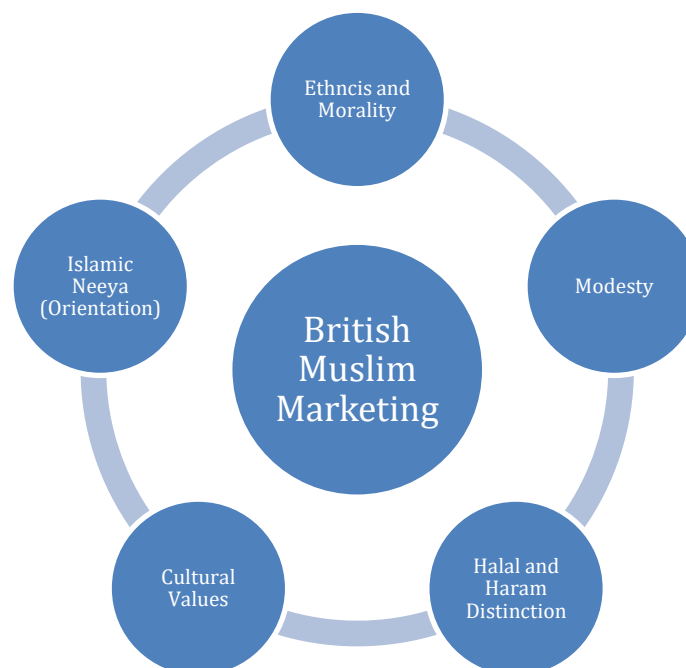 Ethncis and
Morality
Islamic
Neeya
(Orientation)
Modesty
British
Muslim
Marketing
Cultural
Values
Halal and
Haram
Distinction